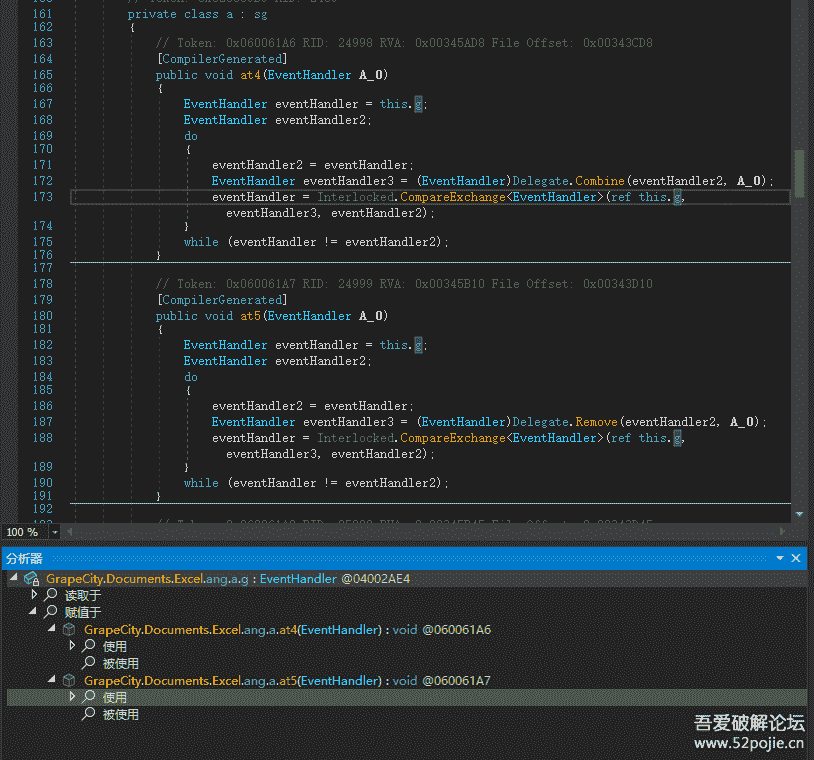 161 private class a : sg
162 {
163 // Token: 0x060061A6 RID: 24998 RVA: 0x00345AD8 File Offset: 0x00343CD8
164 [CompilerGenerated]
165 public void at4(EventHandler A_0)
166 {
167 EventHandler eventHandler = this.g;
168 EventHandler eventHandler2;
169 do
170 {
171 eventHandler2 = eventHandler;
172 EventHandler eventHandler3 = (EventHandler)Delegate.Combine(eventHandler2, A_0);
173 eventHandler = Interlocked.CompareExchange<EventHandler>(ref this.g,
eventHandler3, eventHandler2);
174 }
175 while (eventHandler != eventHandler2);
176 }
177
178 // Token: 0x060061A7 RID: 24999 RVA: 0x00345B10 File Offset: 0x00343D10
179 [CompilerGenerated]
180 public void at5(EventHandler A_0)
181 {
182 EventHandler eventHandler = this.g;
183 EventHandler eventHandler2;
184 do
185 {
186 eventHandler2 = eventHandler;
187 EventHandler eventHandler3 = (EventHandler)Delegate.Remove(eventHandler2, A_0);
188 eventHandler = Interlocked.CompareExchange<EventHandler>(ref this.g,
eventHandler3, eventHandler2);
189 }
190 while (eventHandler != eventHandler2);
191 }
192
100 %
分析器
GrapeCity.Documents.Excel.ang.a.g : EventHandler @04002AE4
读取于
赋值于
GrapeCity.Documents.Excel.ang.a.at4(EventHandler) : void @060061A6
使用
被使用
GrapeCity.Documents.Excel.ang.a.at5(EventHandler) : void @060061A7
使用
被使用
吾爱破解论坛
www.52pojie.cn